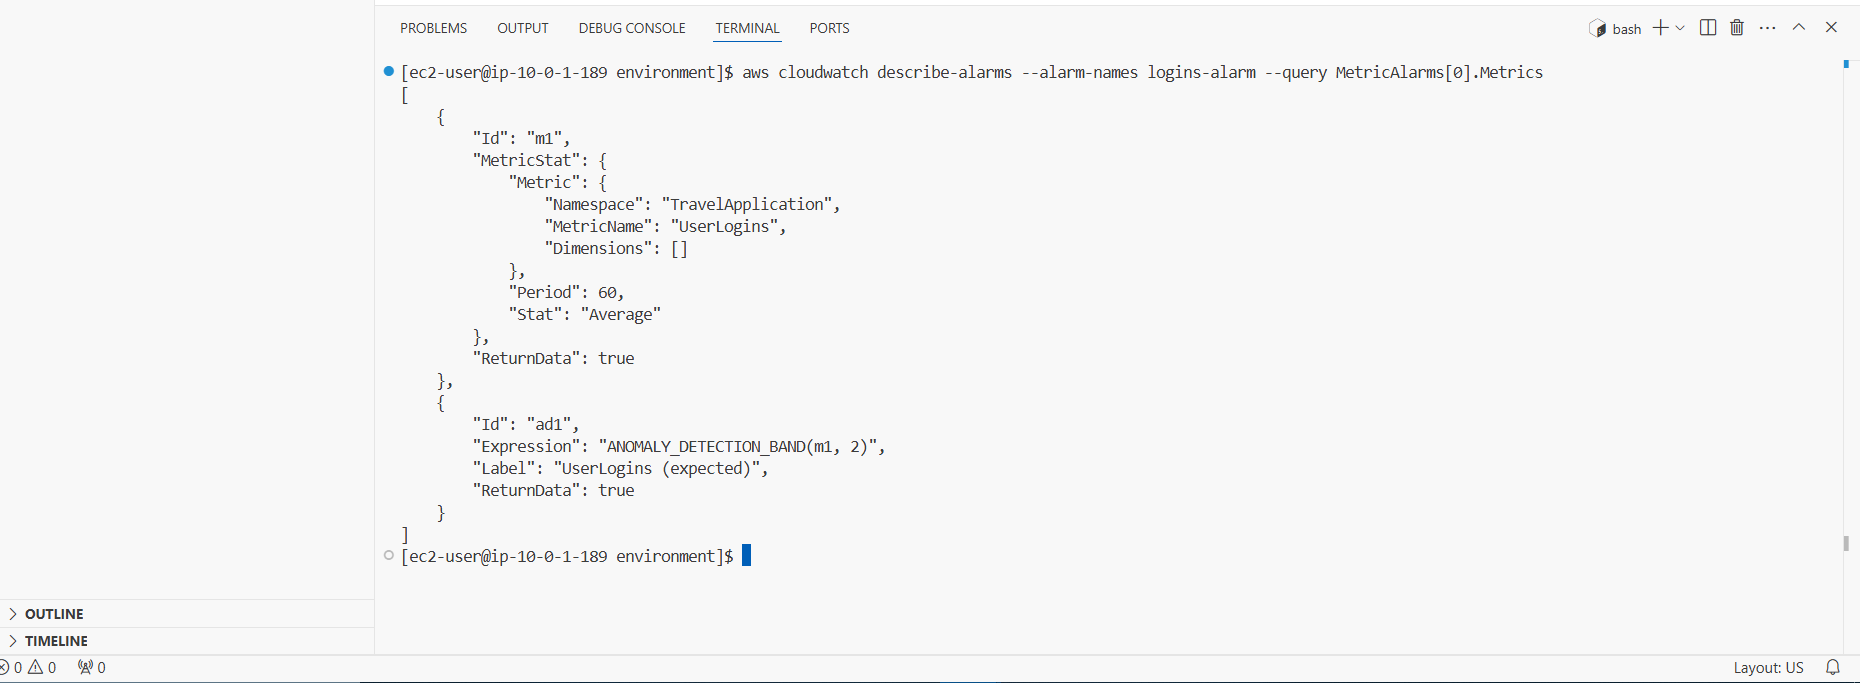 PROBLEMS OUTPUT DEBUG CONSOLE TERMINAL PORTS bash
[ec2-user@ip-10-0-1-189 environment]$ aws cloudwatch describe-alarms --alarm-names logins-alarm --query MetricAlarms[0].Metrics
[
    {
        "Id": "m1",
        "MetricStat": {
            "Metric": {
                "Namespace": "TravelApplication",
                "MetricName": "UserLogins",
                "Dimensions": []
            },
            "Period": 60,
            "Stat": "Average"
        },
        "ReturnData": true
    },
    {
        "Id": "ad1",
        "Expression": "ANOMALY_DETECTION_BAND(m1, 2)",
        "Label": "UserLogins (expected)",
        "ReturnData": true
    }
]
[ec2-user@ip-10-0-1-189 environment]$
OUTLINE
TIMELINE
0 0 0 Layout: US